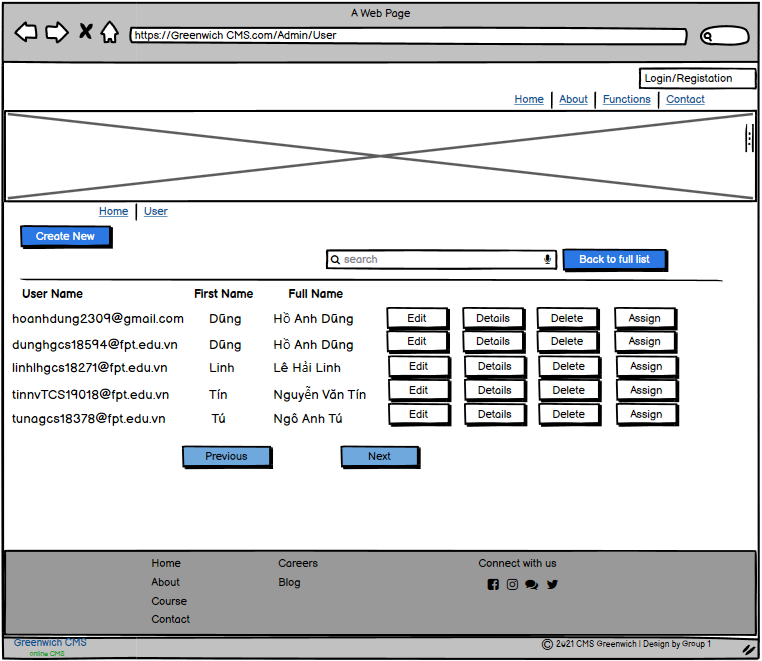 A Web Page
https://Greenwich CMS.com/Admin/User
Login/Registation
Home About Functions Contact
Home User
Create New
search Back to full list
User Name First Name Full Name
hoanhdung2309@gmail.com Dũng Hồ Anh Dũng Edit Details Delete Assign
dunghgcs18594@fpt.edu.vn Dũng Hồ Anh Dũng Edit Details Delete Assign
linhlhgcs18271@fpt.edu.vn Linh Lê Hải Linh Edit Details Delete Assign
tinnvTCS19018@fpt.edu.vn Tín Nguyễn Văn Tín Edit Details Delete Assign
tunagcs18378@fpt.edu.vn Tú Ngô Anh Tú Edit Details Delete Assign
Previous Next
Home Careers Connect with us
About Blog
Course
Contact
Greenwich CMS © 2021 CMS Greenwich | Design by Group 1
online CMS